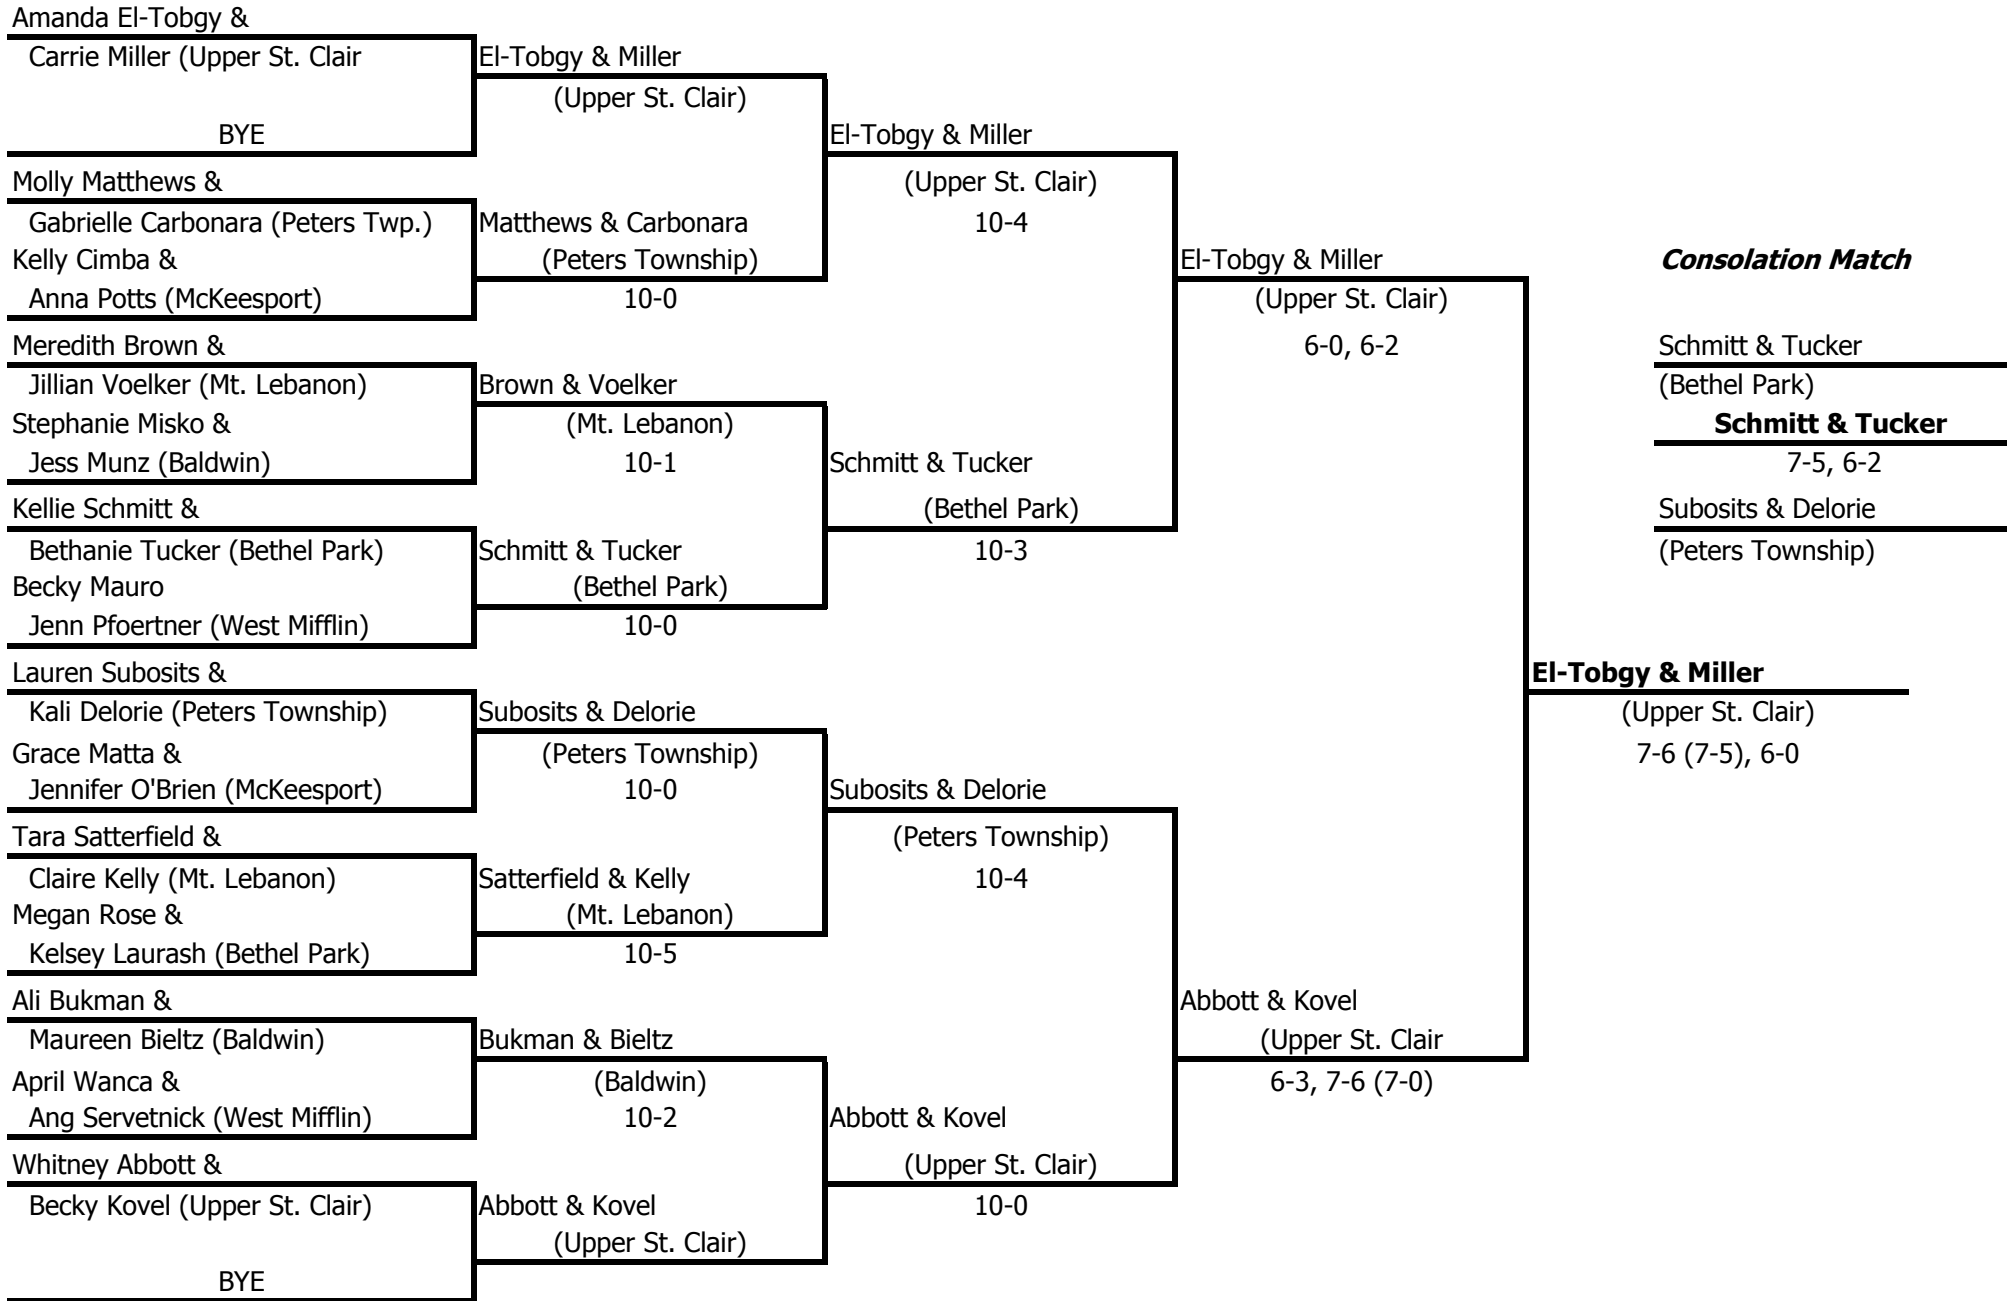 Amanda El-Tobgy &
Carrie Miller (Upper St. Clair
BYE
Molly Matthews &
Gabrielle Carbonara (Peters Twp.)
Kelly Cimba &
Anna Potts (McKeesport)
Meredith Brown &
Jillian Voelker (Mt. Lebanon)
Stephanie Misko &
Jess Munz (Baldwin)
Kellie Schmitt &
Bethanie Tucker (Bethel Park)
Becky Mauro
Jenn Pfoertner (West Mifflin)
Lauren Subosits &
Kali Delorie (Peters Township)
Grace Matta &
Jennifer O'Brien (McKeesport)
Tara Satterfield &
Claire Kelly (Mt. Lebanon)
Megan Rose &
Kelsey Laurash (Bethel Park)
Ali Bukman &
Maureen Bieltz (Baldwin)
April Wanca &
Ang Servetnick (West Mifflin)
Whitney Abbott &
Becky Kovel (Upper St. Clair)
BYE
El-Tobgy & Miller
(Upper St. Clair)
Matthews & Carbonara
(Peters Township)
10-0
Brown & Voelker
(Mt. Lebanon)
10-1
Schmitt & Tucker
(Bethel Park)
10-0
Subosits & Delorie
(Peters Township)
10-0
Satterfield & Kelly
(Mt. Lebanon)
10-5
Bukman & Bieltz
(Baldwin)
10-2
Abbott & Kovel
(Upper St. Clair)
El-Tobgy & Miller
(Upper St. Clair)
10-4
Schmitt & Tucker
(Bethel Park)
10-3
Subosits & Delorie
(Peters Township)
10-4
Abbott & Kovel
(Upper St. Clair)
10-0
El-Tobgy & Miller
(Upper St. Clair)
6-0, 6-2
Abbott & Kovel
(Upper St. Clair
6-3, 7-6 (7-0)
El-Tobgy & Miller
(Upper St. Clair)
7-6 (7-5), 6-0
Consolation Match
Schmitt & Tucker
(Bethel Park)
Schmitt & Tucker
7-5, 6-2
Subosits & Delorie
(Peters Township)